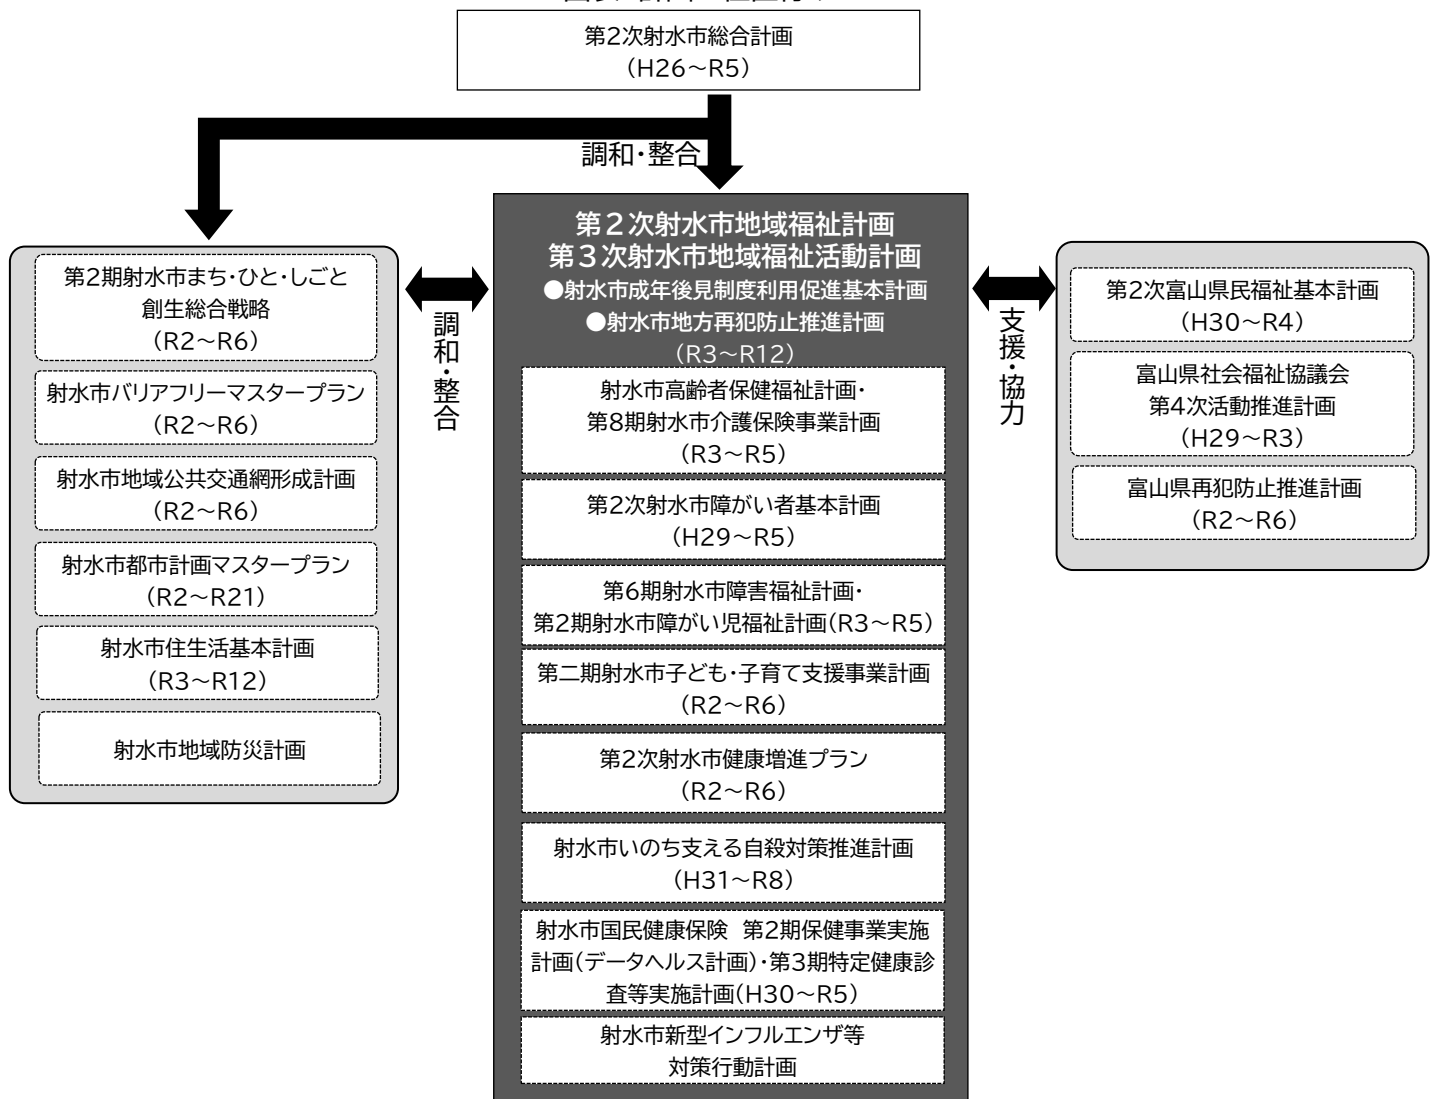 第2次射水市総合計画
(H26～R5)
調和・整合
第2期射水市まち・ひと・しごと
創生総合戦略
(R2～R6)
射水市バリアフリーマスタープラン
(R2～R6)
射水市地域公共交通網形成計画
(R2～R6)
射水市都市計画マスタープラン
(R2～R21)
射水市住生活基本計画
(R3～R12)
射水市地域防災計画
調和・整合
第2次射水市地域福祉計画
第3次射水市地域福祉活動計画
●射水市成年後見制度利用促進基本計画
●射水市地方再犯防止推進計画
(R3～R12)
射水市高齢者保健福祉計画・
第8期射水市介護保険事業計画
(R3～R5)
第2次射水市障がい者基本計画
(H29～R5)
第6期射水市障害福祉計画・
第2期射水市障がい児福祉計画(R3～R5)
第二期射水市子ども・子育て支援事業計画
(R2～R6)
第2次射水市健康増進プラン
(R2～R6)
射水市いのち支える自殺対策推進計画
(H31～R8)
射水市国民健康保険　第2期保健事業実施
計画(データヘルス計画)・第3期特定健康診
査等実施計画(H30～R5)
射水市新型インフルエンザ等
対策行動計画
支援・協力
第2次富山県民福祉基本計画
(H30～R4)
富山県社会福祉協議会
第4次活動推進計画
(H29～R3)
富山県再犯防止推進計画
(R2～R6)